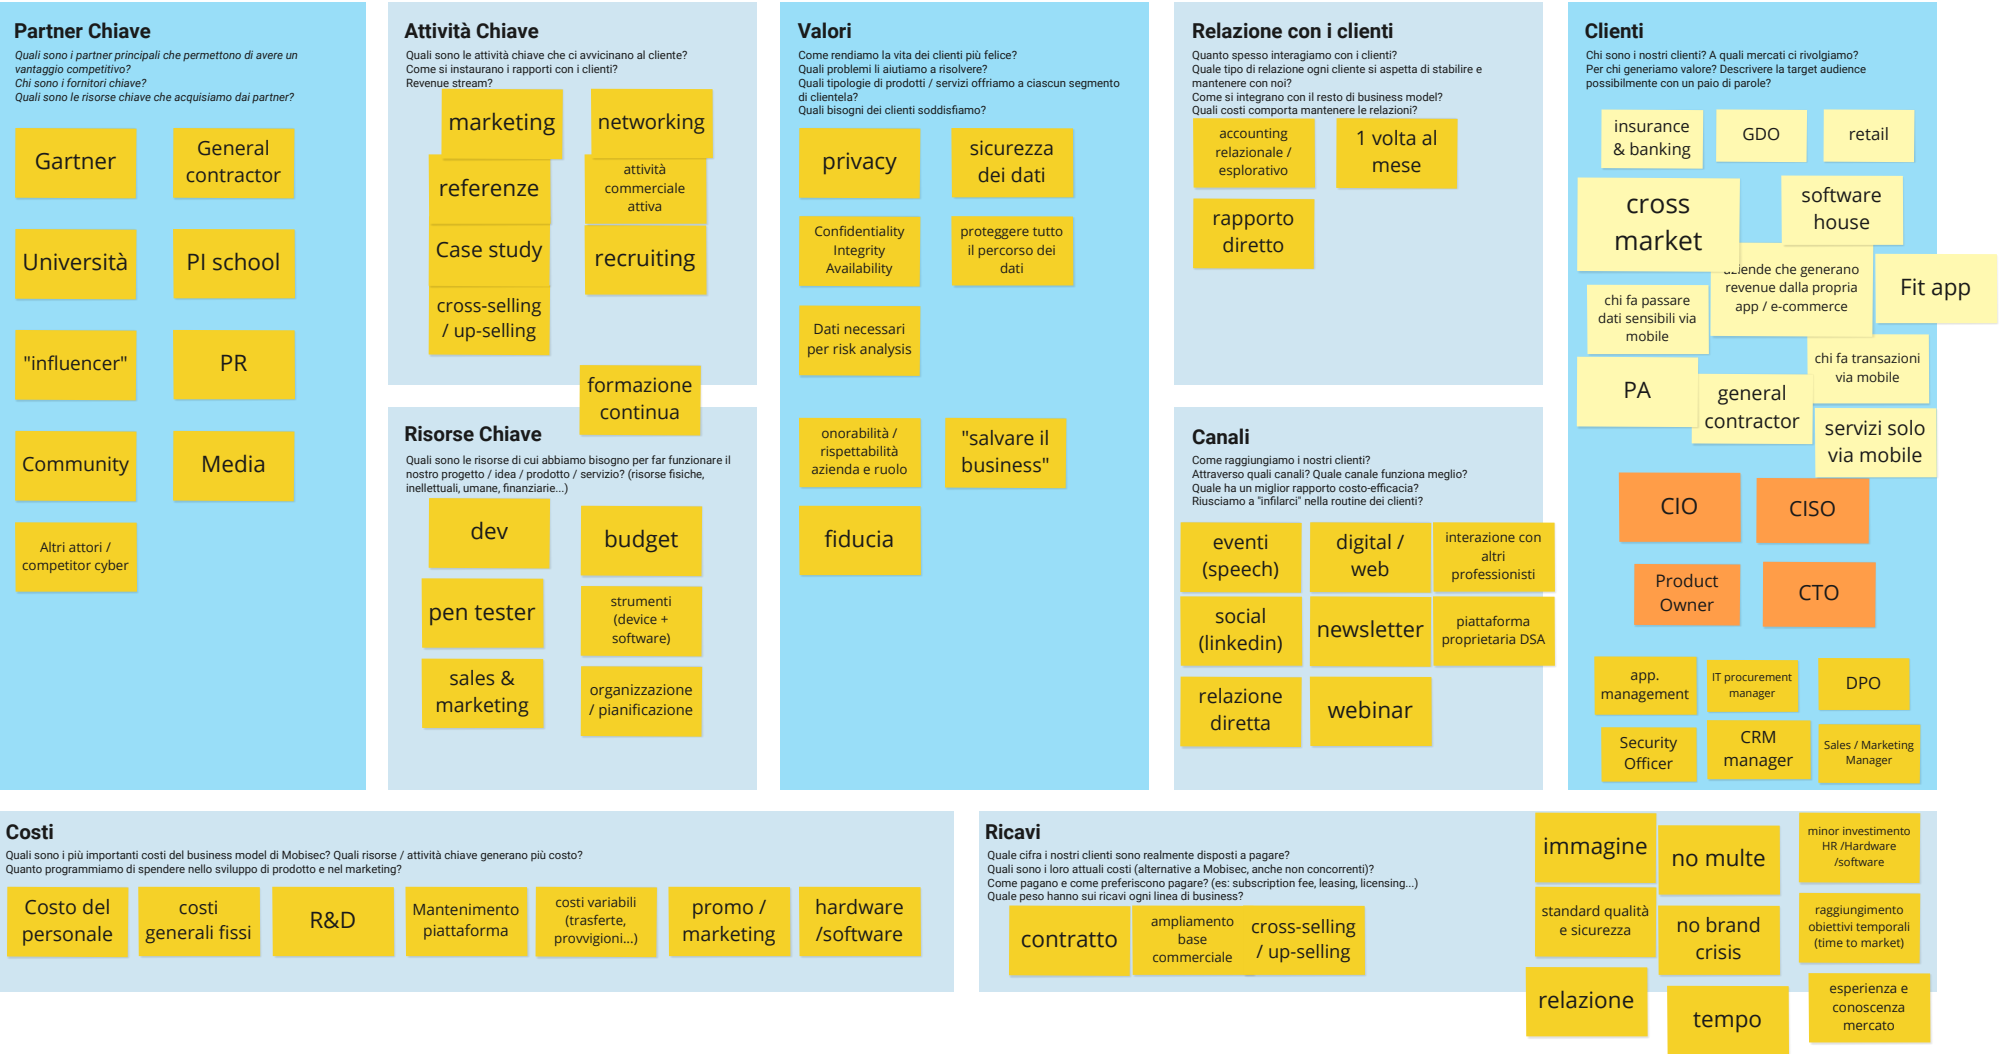 Partner Chiave
Quali sono i partner principali che permettono di avere un
vantaggio competitivo?
Chi sono i fornitori chiave?
Quali sono le risorse chiave che acquisiamo dai partner?
Gartner
General
contractor
Università
PI school
"influencer"
PR
Community
Media
Altri attori /
competitor cyber
Attività Chiave
Quali sono le attività chiave che ci avvicinano al cliente?
Come si instaurano i rapporti con i clienti?
Revenue stream?
marketing
networking
referenze
attività
commerciale
attiva
Case study
recruiting
cross-selling
/ up-selling
formazione
continua
Risorse Chiave
Quali sono le risorse di cui abbiamo bisogno per far funzionare il
nostro progetto / idea / prodotto / servizio? (risorse fisiche,
inellettuali, umane, finanziarie...)
dev
budget
pen tester
strumenti
(device +
software)
sales &
marketing
organizzazione
/ pianificazione
Valori
Come rendiamo la vita dei clienti più felice?
Quali problemi li aiutiamo a risolvere?
Quali tipologie di prodotti / servizi offriamo a ciascun segmento
di clientela?
Quali bisogni dei clienti soddisfiamo?
privacy
sicurezza
dei dati
Confidentiality
Integrity
Availability
proteggere tutto
il percorso dei
dati
Dati necessari
per risk analysis
onorabilità /
rispettabilità
azienda e ruolo
"salvare il
business"
fiducia
Relazione con i clienti
Quanto spesso interagiamo con i clienti?
Quale tipo di relazione ogni cliente si aspetta di stabilire e
mantenere con noi?
Come si integrano con il resto di business model?
Quali costi comporta mantenere le relazioni?
accounting
relazionale /
esplorativo
1 volta al
mese
rapporto
diretto
Canali
Come raggiungiamo i nostri clienti?
Attraverso quali canali? Quale canale funziona meglio?
Quale ha un miglior rapporto costo-efficacia?
Riusciamo a "infilarci" nella routine dei clienti?
eventi
(speech)
digital /
web
interazione con
altri
professionisti
social
(linkedin)
newsletter
piattaforma
proprietaria DSA
relazione
diretta
webinar
Clienti
Chi sono i nostri clienti? A quali mercati ci rivolgiamo?
Per chi generiamo valore? Descrivere la target audience
possibilmente con un paio di parole?
insurance
& banking
GDO
retail
cross
market
software
house
che generano
revenue dalla propria
app / e-commerce
Fit app
chi fa passare
dati sensibili via
mobile
chi fa transazioni
via mobile
PA
general
contractor
servizi solo
via mobile
CIO
CISO
Product
Owner
CTO
app.
management
IT procurement
manager
DPO
Security
Officer
CRM
manager
Sales / Marketing
Manager
Costi
Quali sono i più importanti costi del business model di Mobisec? Quali risorse / attività chiave generano più costo?
Quanto programmiamo di spendere nello sviluppo di prodotto e nel marketing?
Costo del
personale
costi
generali fissi
R&D
Mantenimento
piattaforma
costi variabili
(trasferte,
provvigioni...)
promo /
marketing
hardware
/software
Ricavi
Quale cifra i nostri clienti sono realmente disposti a pagare?
Quali sono i loro attuali costi (alternative a Mobisec, anche non concorrenti)?
Come pagano e come preferiscono pagare? (es: subscription fee, leasing, licensing...)
Quale peso hanno sui ricavi ogni linea di business?
contratto
ampliamento
base
commerciale
cross-selling
/ up-selling
immagine
no multe
minor investimento
HR /Hardware
/software
standard qualità
e sicurezza
no brand
crisis
raggiungimento
obiettivi temporali
(time to market)
relazione
tempo
esperienza e
conoscenza
mercato